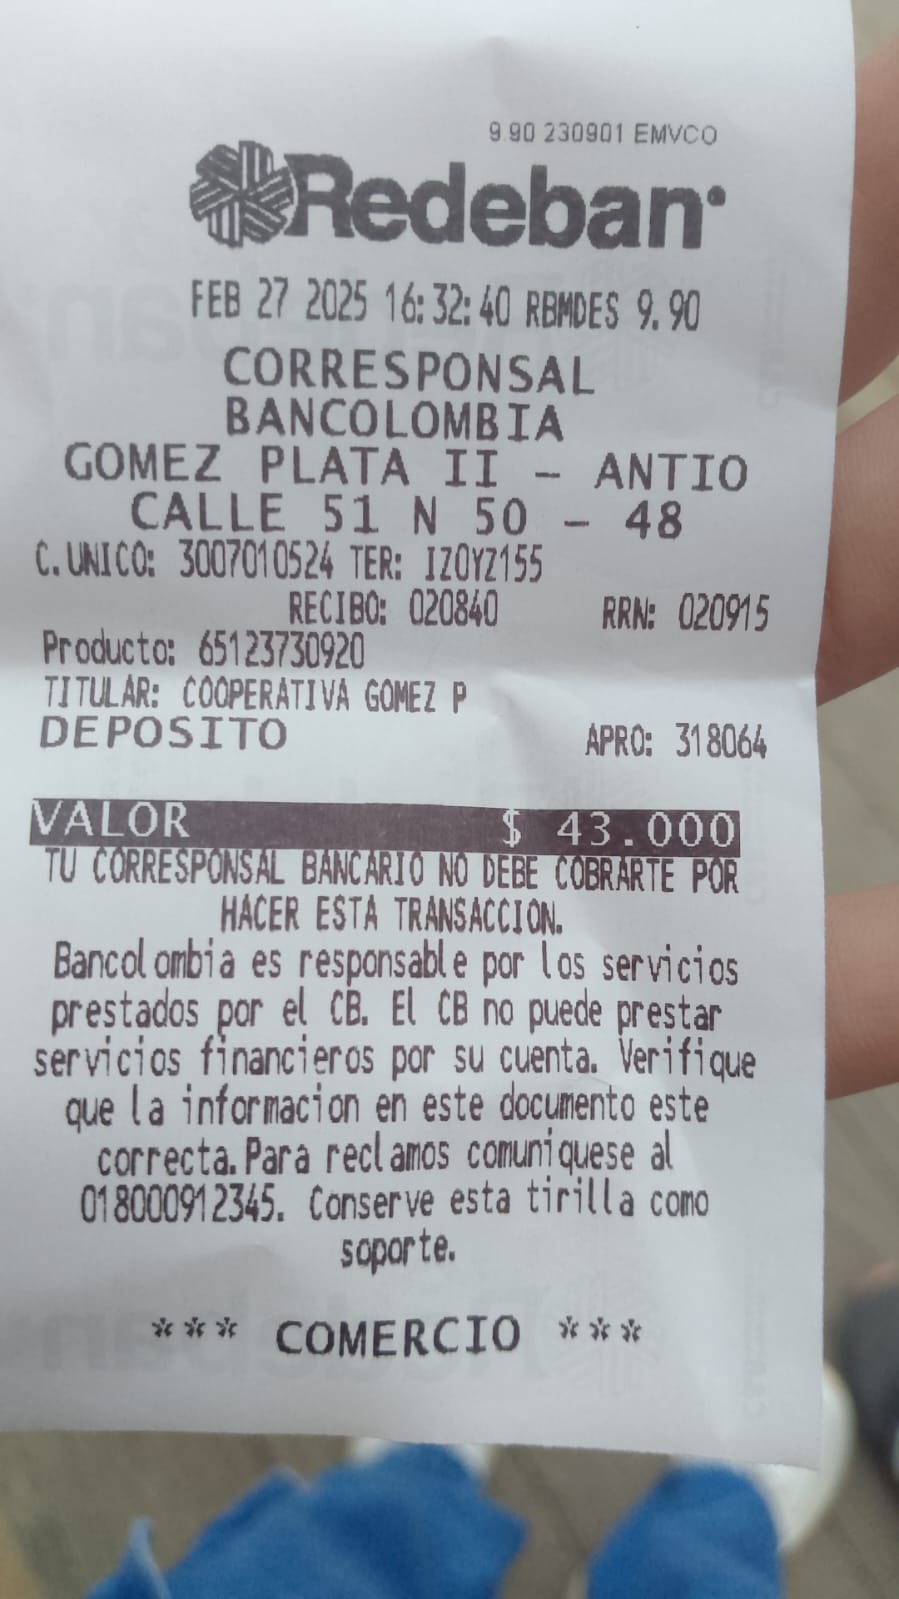 9.90 230901 EMVCO
Redeban
FEB 27 2025 16:32:40 RBMDES 9.90
CORRESPONSAL
BANCOLOMBIA
GOMEZ PLATA II - ANTIO
CALLE 51 N 50 - 48
C.UNICO: 3007010524 TER: IZOYZ155
RECIBO: 020840 RRN: 020915
Producto: 65123730920
TITULAR: COOPERATIVA GOMEZ P
DEPOSITO APRO: 318064
VALOR $ 43.000
TU CORRESPONSAL BANCARIO NO DEBE COBRARTE POR
HACER ESTA TRANSACCION.
Bancolombia es responsable por los servicios
prestados por el CB. El CB no puede prestar
servicios financieros por su cuenta. Verifique
que la informacion en este documento este
correcta. Para reclamos comuniquese al
018000912345. Conserve esta tirilla como
soporte.
*** COMERCIO ***